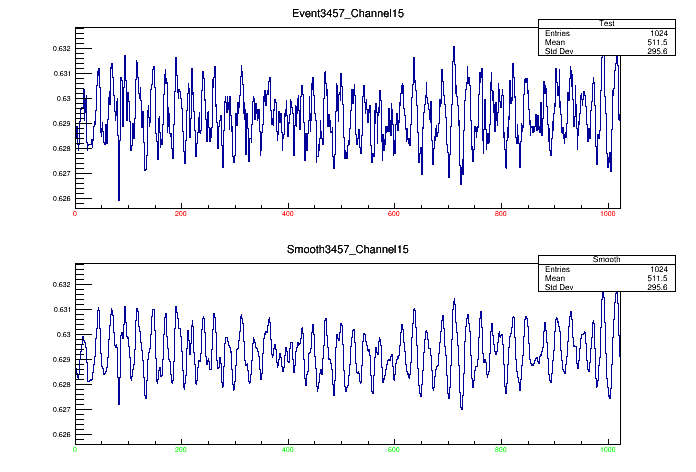 Event3457_Channel15
Test
Entries 1024
Mean 511.5
Std Dev 295.6
0.632
0.631
0.63
0.629
0.628
0.627
0.626
0 200 400 600 800 1000
Smooth3457_Channel15
Smooth
Entries 1024
Mean 511.5
Std Dev 295.6
0.632
0.631
0.63
0.629
0.628
0.627
0.626
0 200 400 600 800 1000